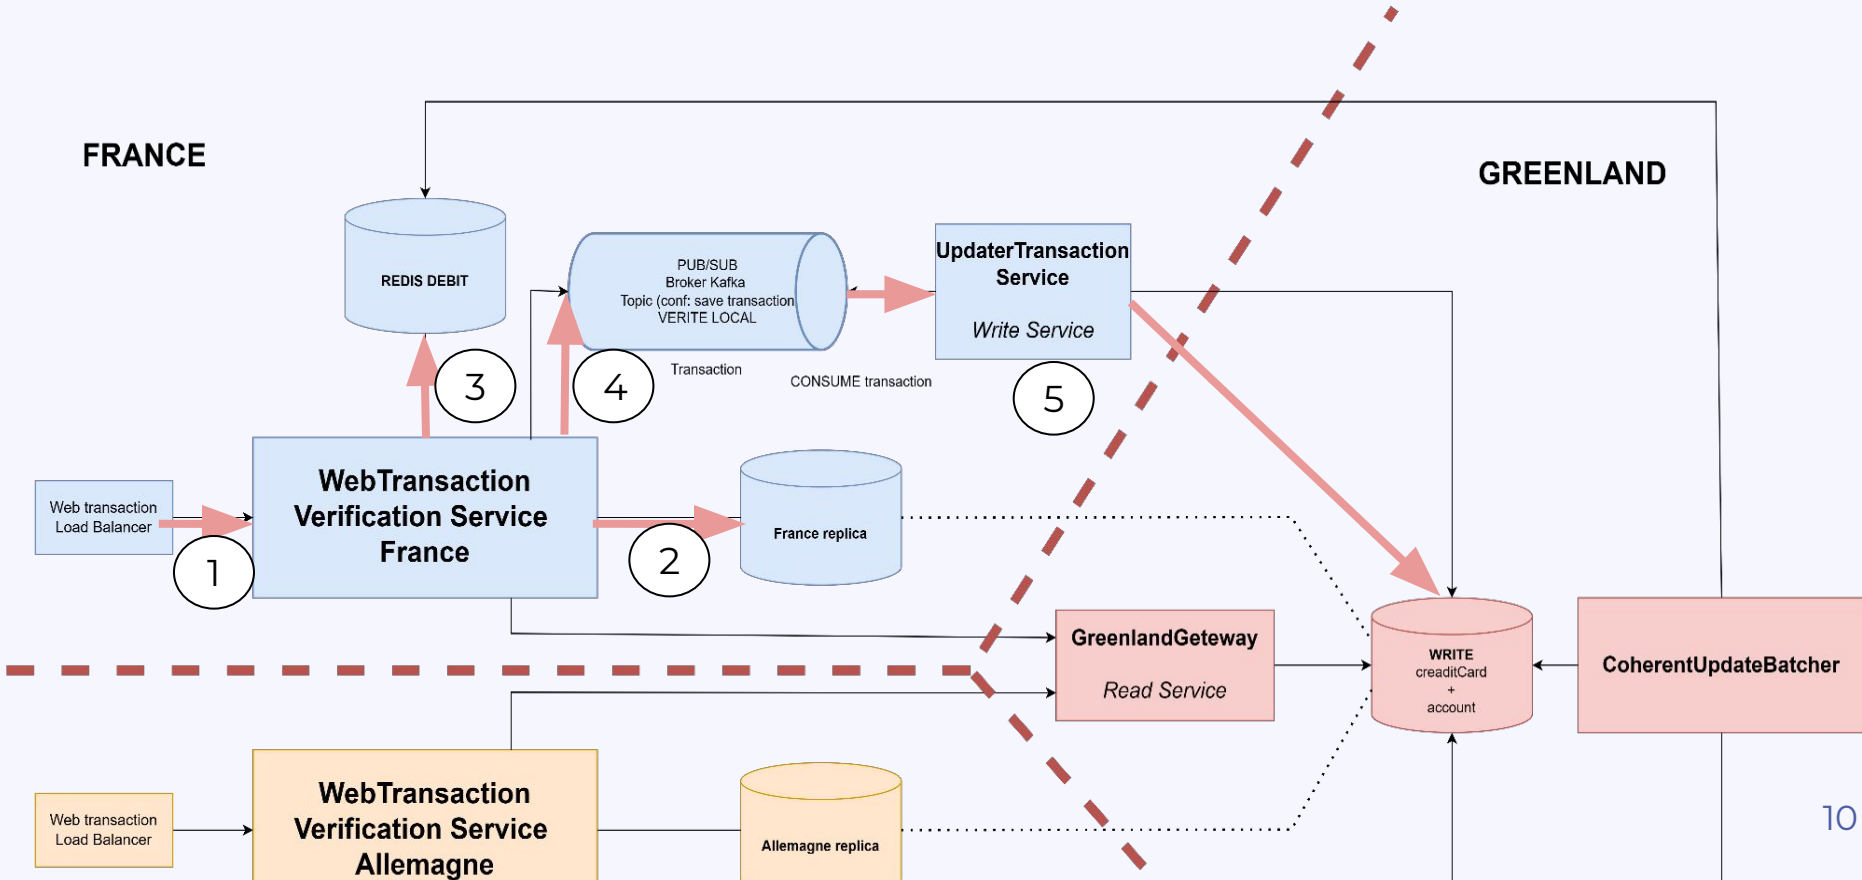 FRANCE
GREENLAND
REDIS DEBIT
PUB/SUB
Broker Kafka
Topic (conf: save transaction
VERITE LOCAL
UpdaterTransaction
Service
Write Service
Transaction
CONSUME transaction
3
4
5
Web transaction
Load Balancer
1
WebTransaction
Verification Service
France
2
France replica
GreenlandGeteway
Read Service
WRITE
creaditCard
+
account
CoherentUpdateBatcher
Web transaction
Load Balancer
WebTransaction
Verification Service
Allemagne
Allemagne replica
10